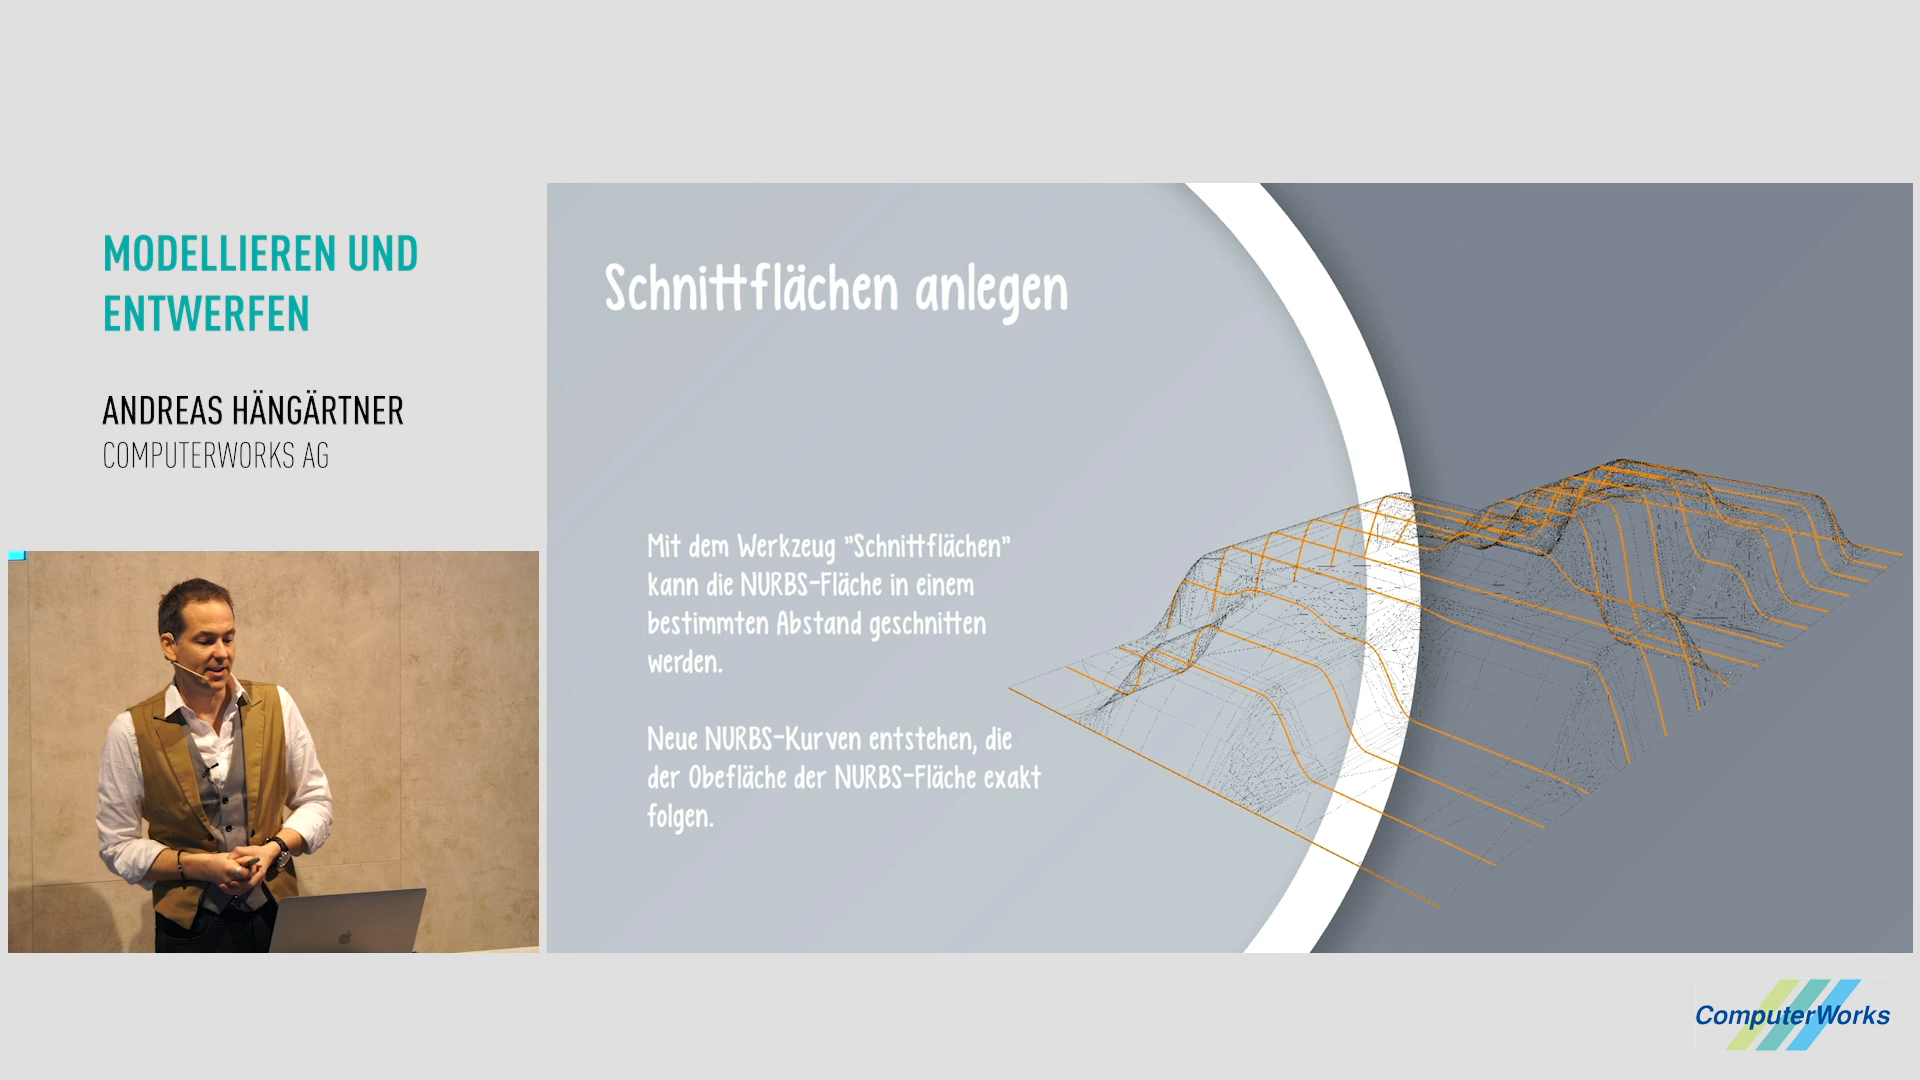 MODELLIEREN UND
ENTWERFEN
ANDREAS HÄNGÄRTNER
COMPUTERWORKS AG
Schnittflächen anlegen
Mit dem Werkzeug "Schnittflächen"
kann die NURBS-Fläche in einem
bestimmten Abstand geschnitten
werden.
Neue NURBS-Kurven entstehen, die
der Obefläche der NURBS-Fläche exakt
folgen.
ComputerWorks